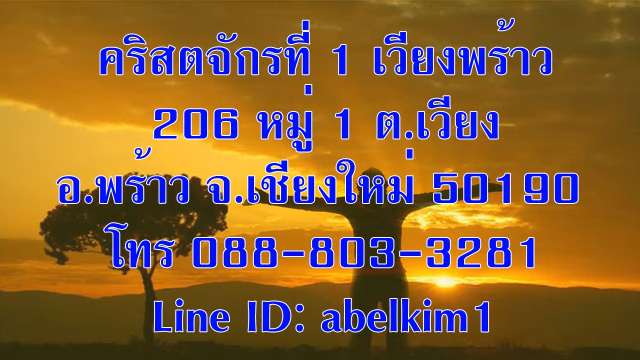 คริสตจักรที่ 1 เวียงพร้าว
206 หมู่ 1 ต.เวียง
อ.พร้าว จ.เชียงใหม่ 50190
โทร 088-803-3281
Line ID: abelkim1